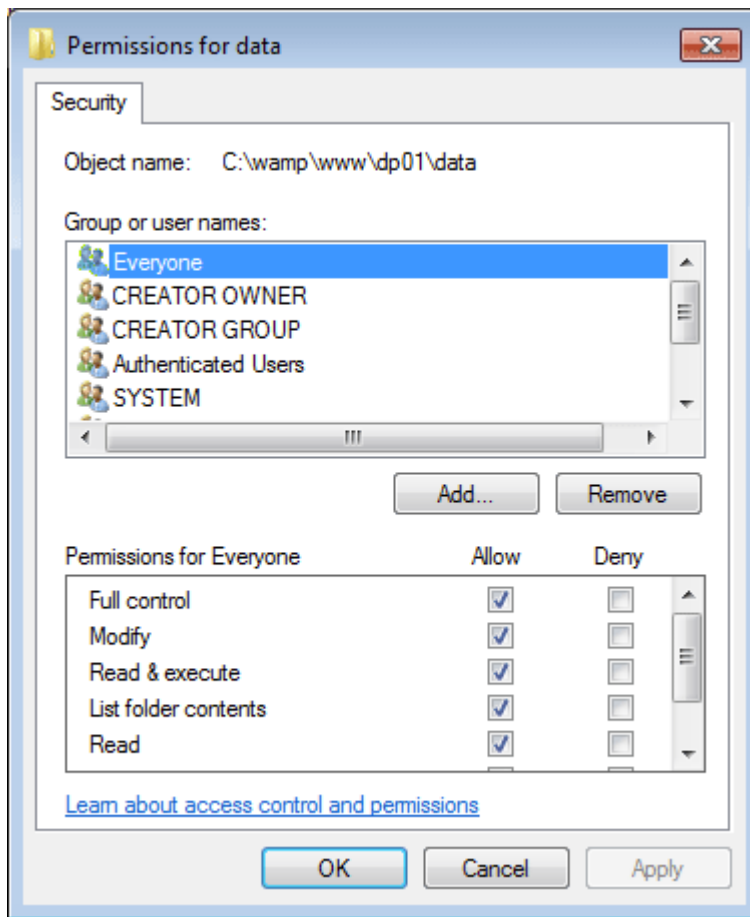 Permissions for data
Security
Object name: C:\wamp\www\dp01\data
Group or user names:
Everyone
CREATOR OWNER
CREATOR GROUP
Authenticated Users
SYSTEM
Add... Remove
Permissions for Everyone Allow Deny
Full control
Modify
Read & execute
List folder contents
Read
Learn about access control and permissions
OK Cancel Apply